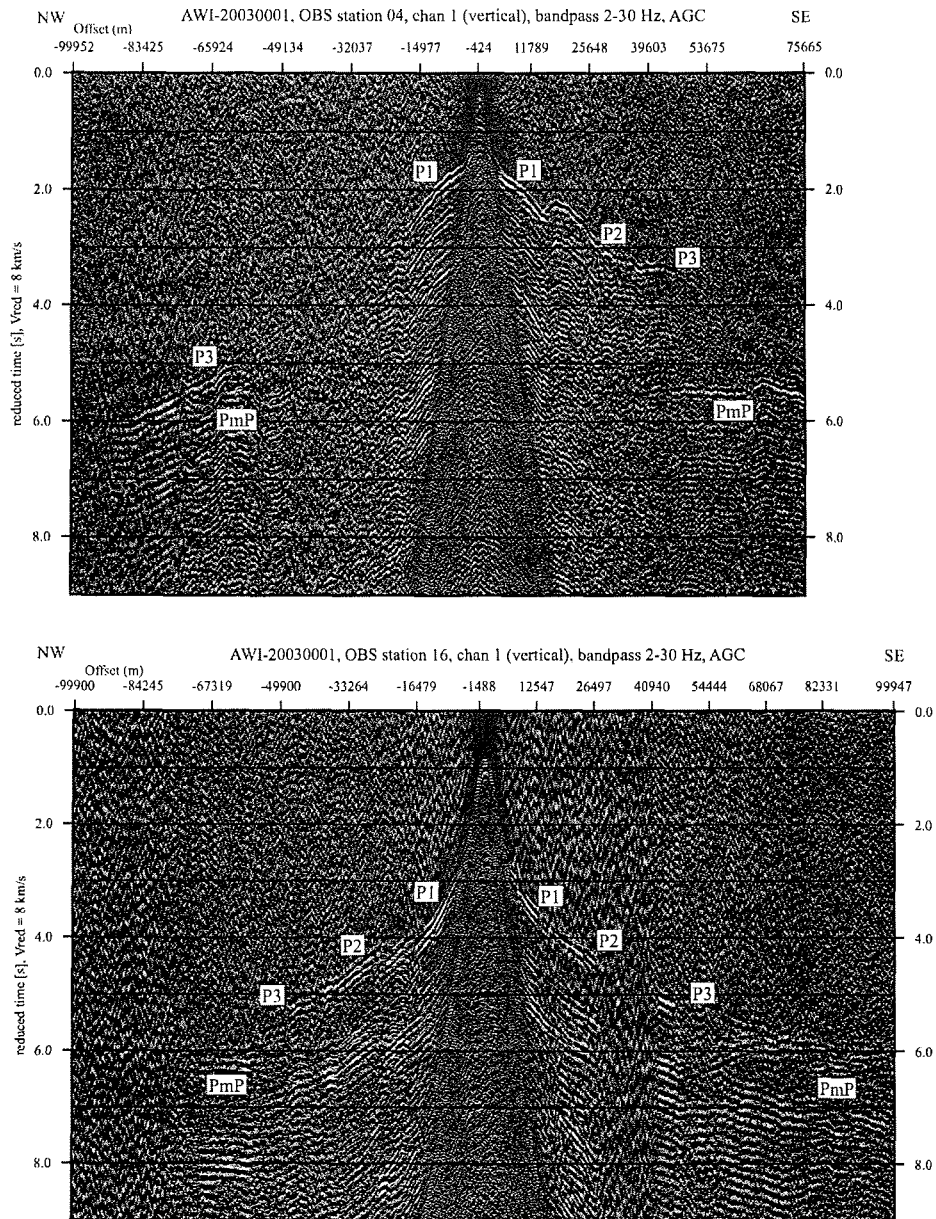 NW AWI-20030001, OBS station 04, chan 1 (vertical), bandpass 2-30 Hz, AGC SE
Offset (m)
-99952 -83425 -65924 -49134 -32037 -14977 -424 11789 25648 39603 53675 75665
0.0 0.0
P1 P1
2.0 2.0
P2
P3
4.0 4.0
P3
6.0 PmP PmP 6.0
8.0 8.0
reduced time [s], Vred = 8 km/s
NW AWI-20030001, OBS station 16, chan 1 (vertical), bandpass 2-30 Hz, AGC SE
Offset (m)
-99900 -84245 -67319 -49900 -33264 -16479 -1488 12547 26497 40940 54444 68067 82331 99947
0.0 0.0
2.0 2.0
P1 P1
4.0 P2 P2 4.0
P3 P3
6.0 6.0
PmP PmP
8.0 8.0
reduced time [s], Vred = 8 km/s